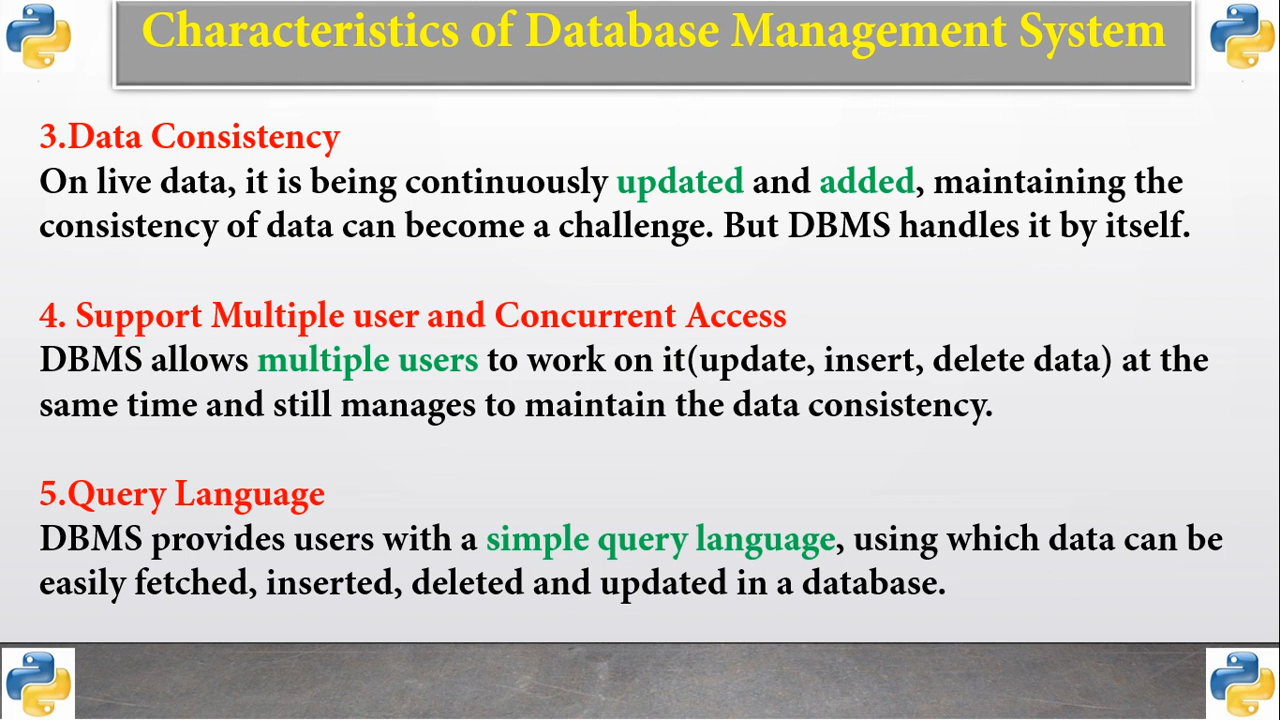 Characteristics of Database Management System
3.Data Consistency
On live data, it is being continuously updated and added, maintaining the
consistency of data can become a challenge. But DBMS handles it by itself.
4. Support Multiple user and Concurrent Access
DBMS allows multiple users to work on it(update, insert, delete data) at the
same time and still manages to maintain the data consistency.
5.Query Language
DBMS provides users with a simple query language, using which data can be
easily fetched, inserted, deleted and updated in a database.